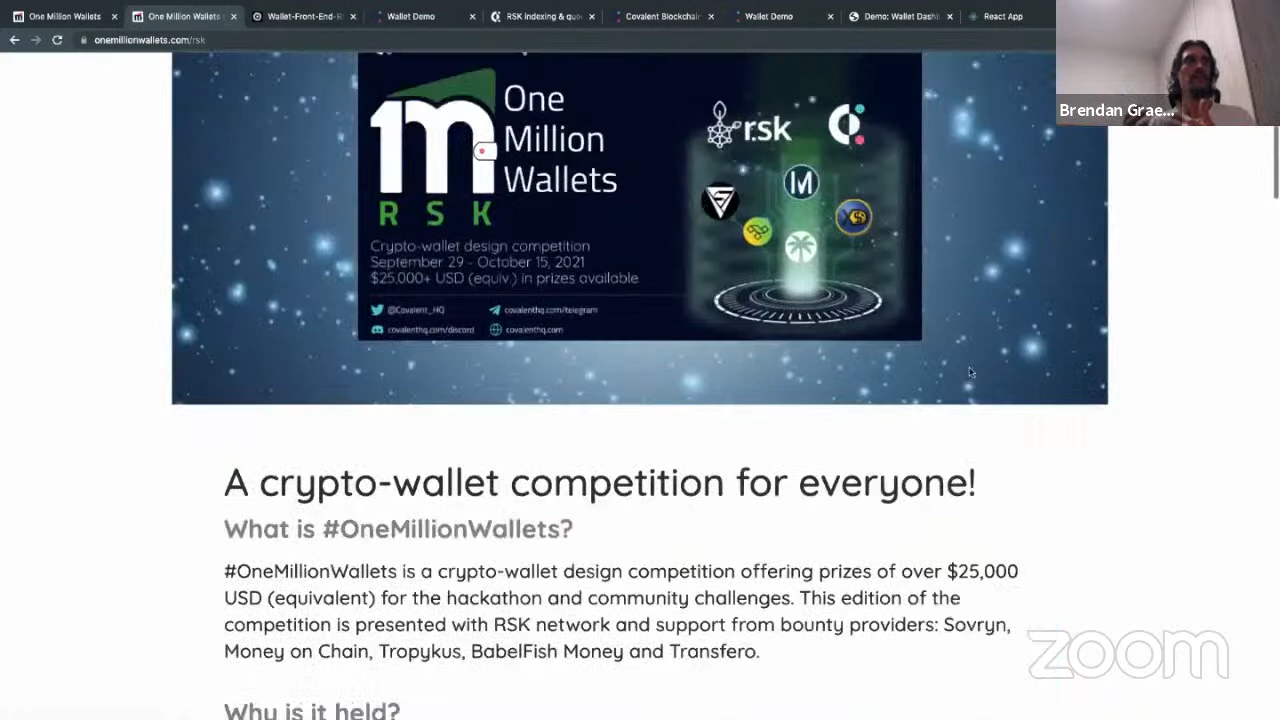 One Million Wallets
One Million Wallets
Wallet-Front-End-R
Wallet Demo
RSK indexing & qu
Covalent Blockchain
Wallet Demo
Demo: Wallet Dash
React App
onemillionwallets.com/rsk
Brendan Grae...
1m
One
Million
Wallets
RSK
rsk
Crypto-wallet design competition
September 29 - October 15, 2021
$25,000+ USD (equiv.) in prizes available
@Covalent_HQ
covalenthq.com/telegram
covalenthq.com/discord
covalenthq.com
A crypto-wallet competition for everyone!
What is #OneMillionWallets?
#OneMillionWallets is a crypto-wallet design competition offering prizes of over $25,000
USD (equivalent) for the hackathon and community challenges. This edition of the
competition is presented with RSK network and support from bounty providers: Sovryn,
Money on Chain, Tropykus, BabelFish Money and Transfero.
zoom
Why is it held?